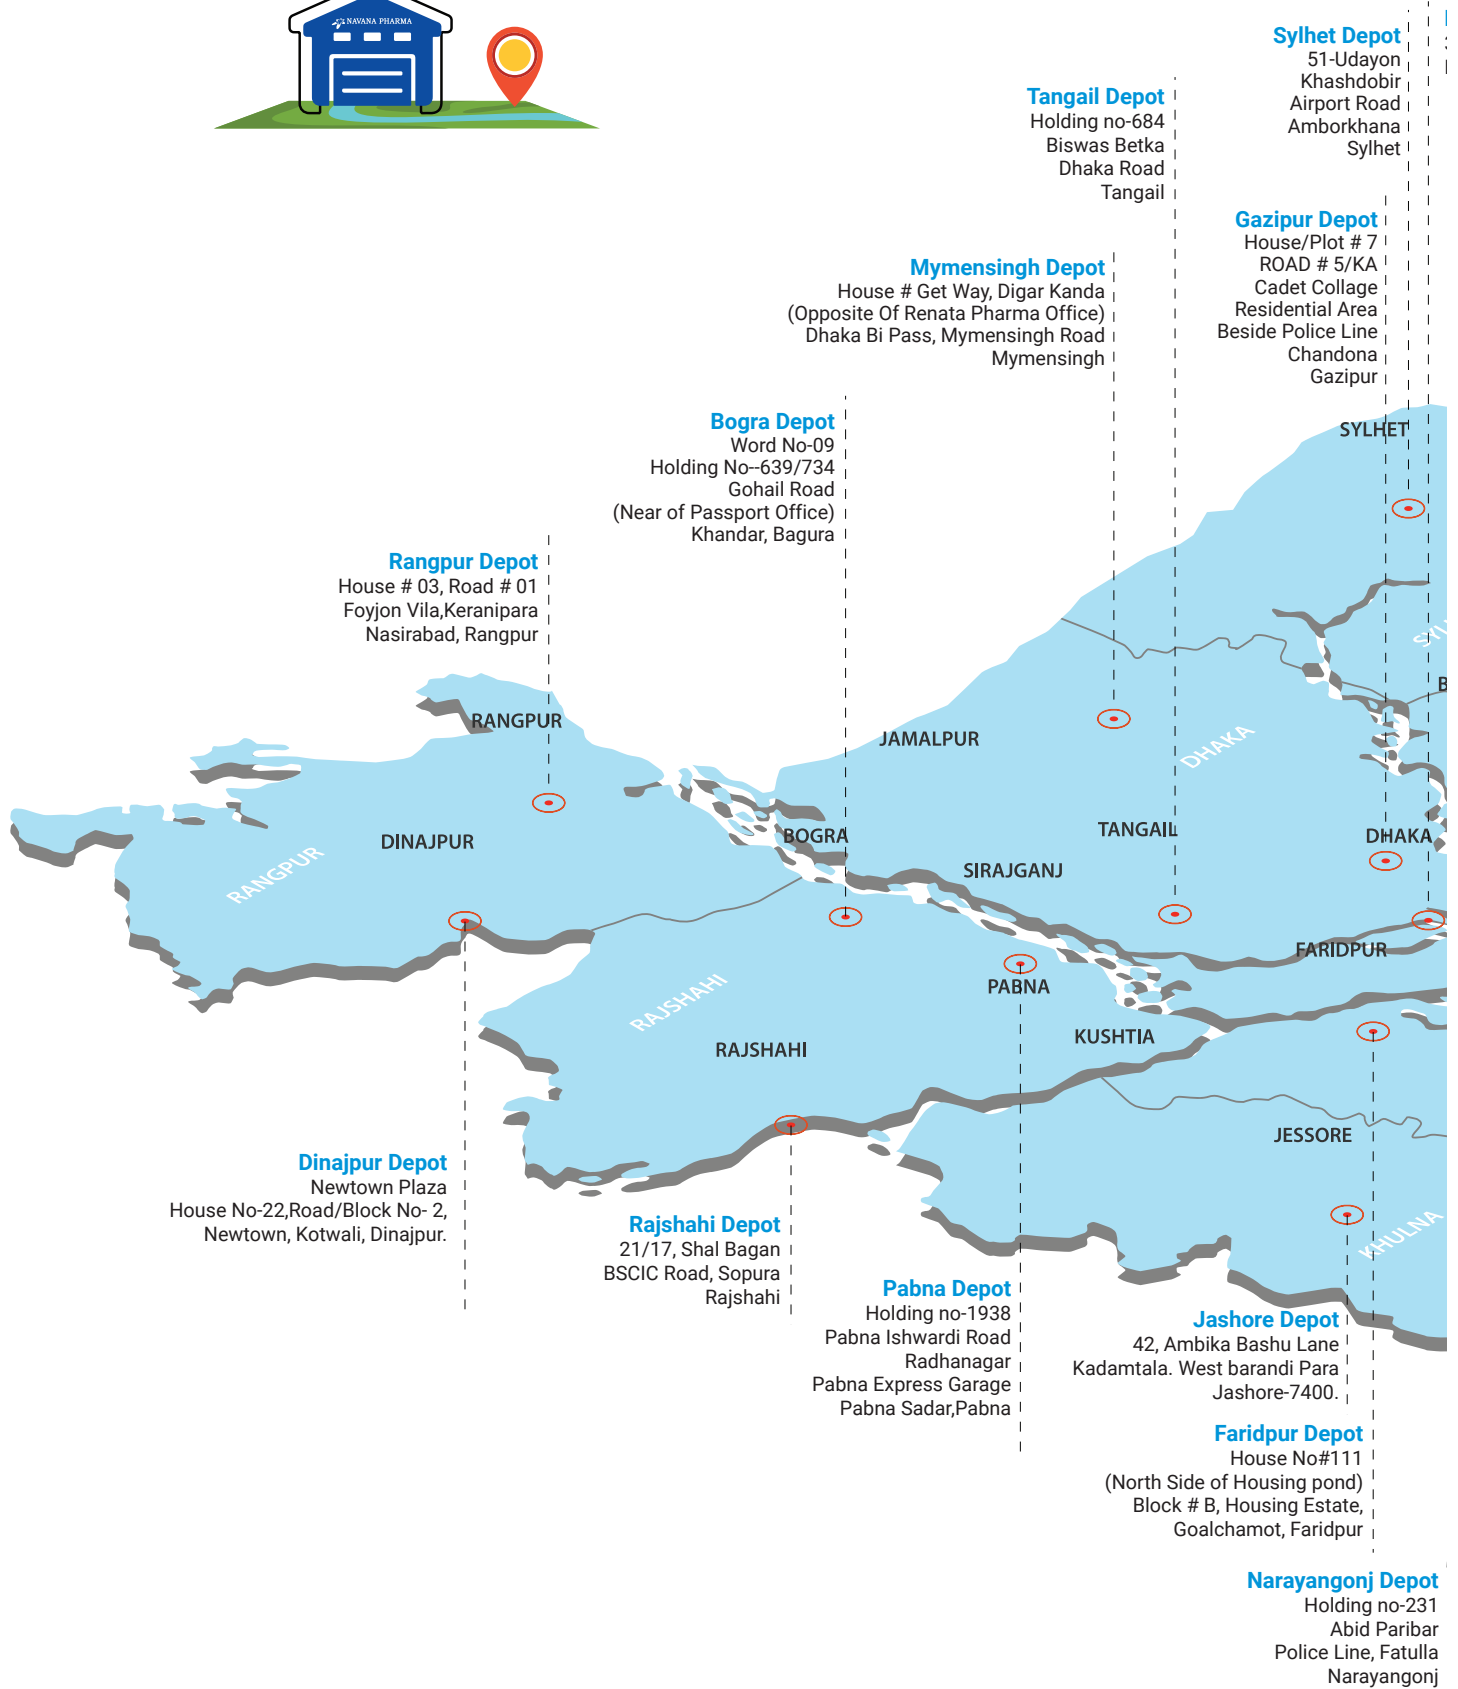 NAVANA PHARMA
Sylhet Depot
51-Udayon
Khashdobir
Airport Road
Amborkhana
Sylhet
Tangail Depot
Holding no-684
Biswas Betka
Dhaka Road
Tangail
Gazipur Depot
House/Plot # 7
ROAD # 5/KA
Cadet Collage
Residential Area
Beside Police Line
Chandona
Gazipur
Mymensingh Depot
House # Get Way, Digar Kanda
(Opposite Of Renata Pharma Office)
Dhaka Bi Pass, Mymensingh Road
Mymensingh
Bogra Depot
Word No-09
Holding No--639/734
Gohail Road
(Near of Passport Office)
Khandar, Bagura
Rangpur Depot
House # 03, Road # 01
Foyjon Vila,Keranipara
Nasirabad, Rangpur
SYLHET
RANGPUR
JAMALPUR
DHAKA
DINAJPUR
BOGRA
TANGAIL
DHAKA
RANGPUR
SIRAJGANJ
FARIDPUR
RAJSHAHI
PABNA
RAJSHAHI
KUSHTIA
JESSORE
KHULNA
Dinajpur Depot
Newtown Plaza
House No-22,Road/Block No- 2,
Newtown, Kotwali, Dinajpur.
Rajshahi Depot
21/17, Shal Bagan
BSCIC Road, Sopura
Rajshahi
Pabna Depot
Holding no-1938
Pabna Ishwardi Road
Radhanagar
Pabna Express Garage
Pabna Sadar,Pabna
Jashore Depot
42, Ambika Bashu Lane
Kadamtala. West barandi Para
Jashore-7400.
Faridpur Depot
House No#111
(North Side of Housing pond)
Block # B, Housing Estate,
Goalchamot, Faridpur
Narayangonj Depot
Holding no-231
Abid Paribar
Police Line, Fatulla
Narayangonj